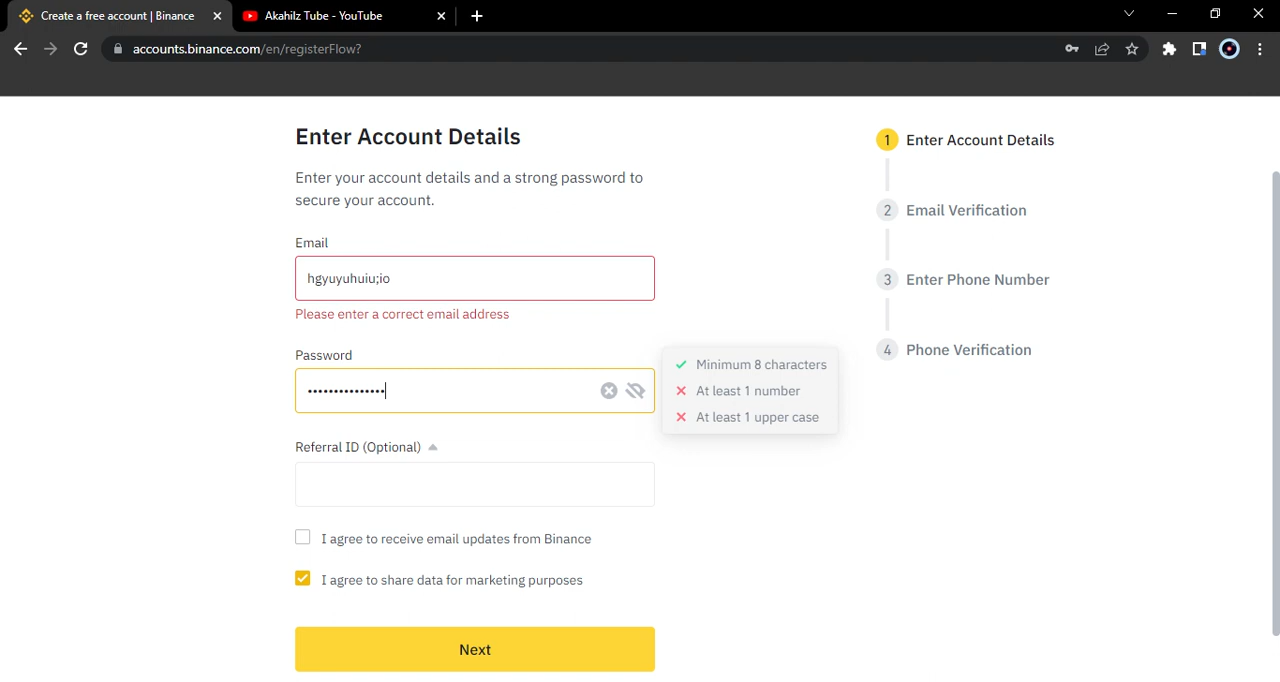 Create a free account | Binance
Akahilz Tube - YouTube
accounts.binance.com/en/registerFlow?
Enter Account Details
Enter your account details and a strong password to
secure your account.
Email
hgyuyuhuiu;io
Please enter a correct email address
Password
•••••••••••••••
Minimum 8 characters
At least 1 number
At least 1 upper case
Referral ID (Optional)
I agree to receive email updates from Binance
I agree to share data for marketing purposes
Next
1 Enter Account Details
2 Email Verification
3 Enter Phone Number
4 Phone Verification